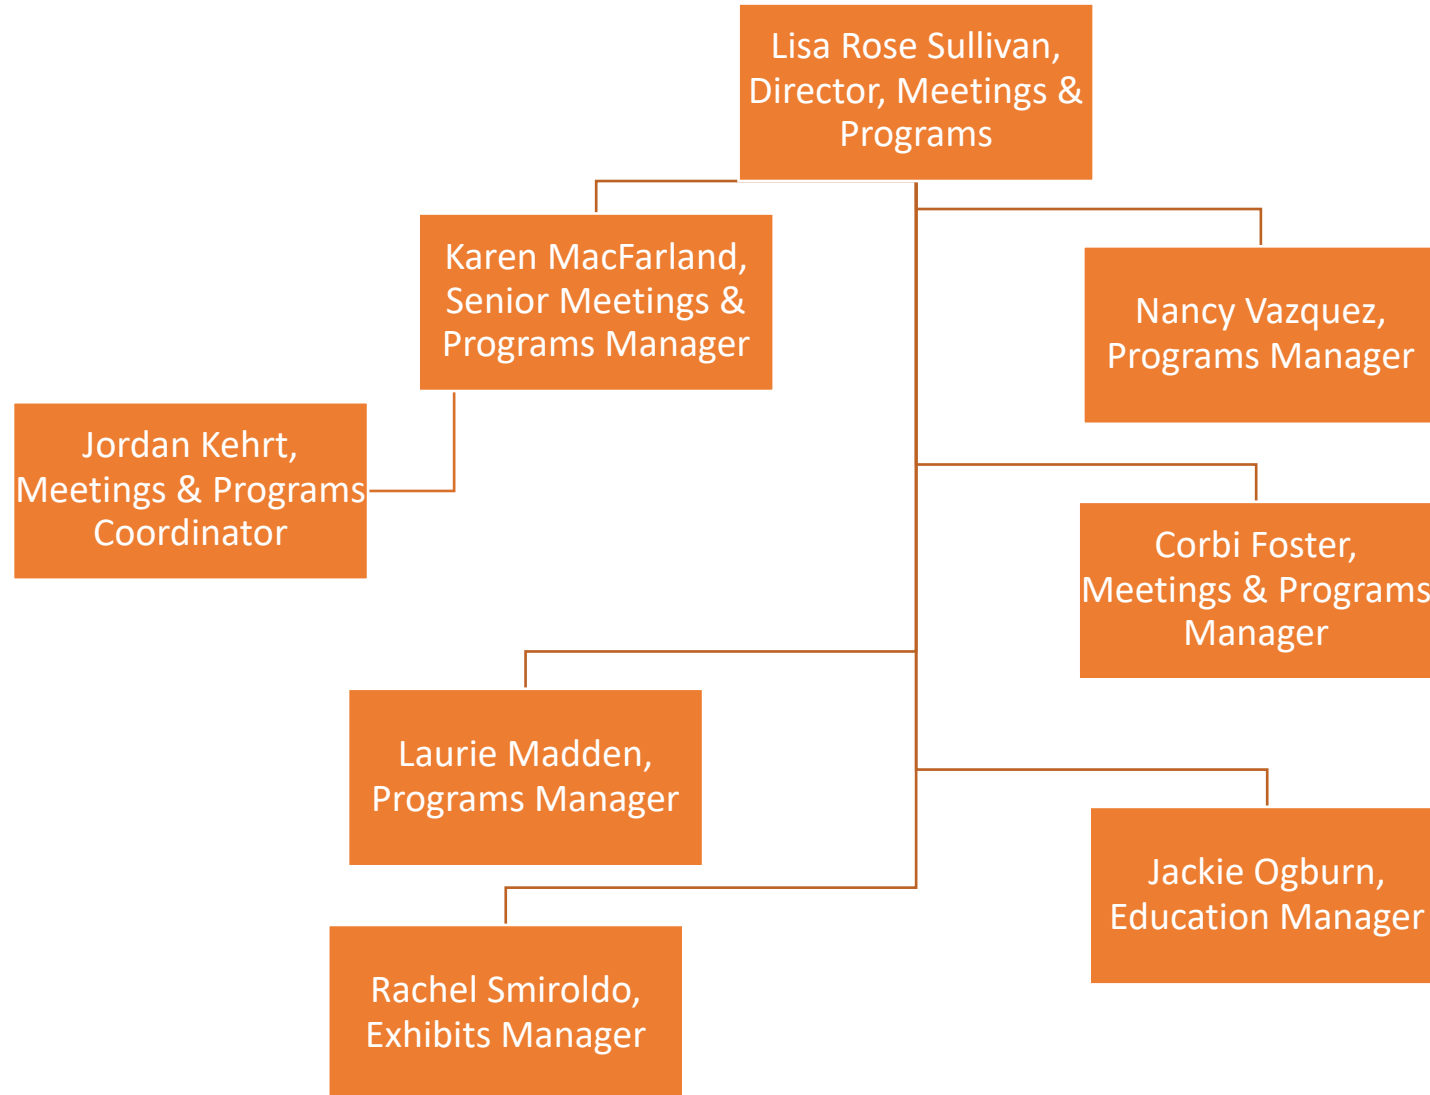 Lisa Rose Sullivan,
Director, Meetings &
Programs
Karen MacFarland,
Senior Meetings &
Programs Manager
Nancy Vazquez,
Programs Manager
Jordan Kehrt,
Meetings & Programs
Coordinator
Corbi Foster,
Meetings & Programs
Manager
Laurie Madden,
Programs Manager
Jackie Ogburn,
Education Manager
Rachel Smiroldo,
Exhibits Manager